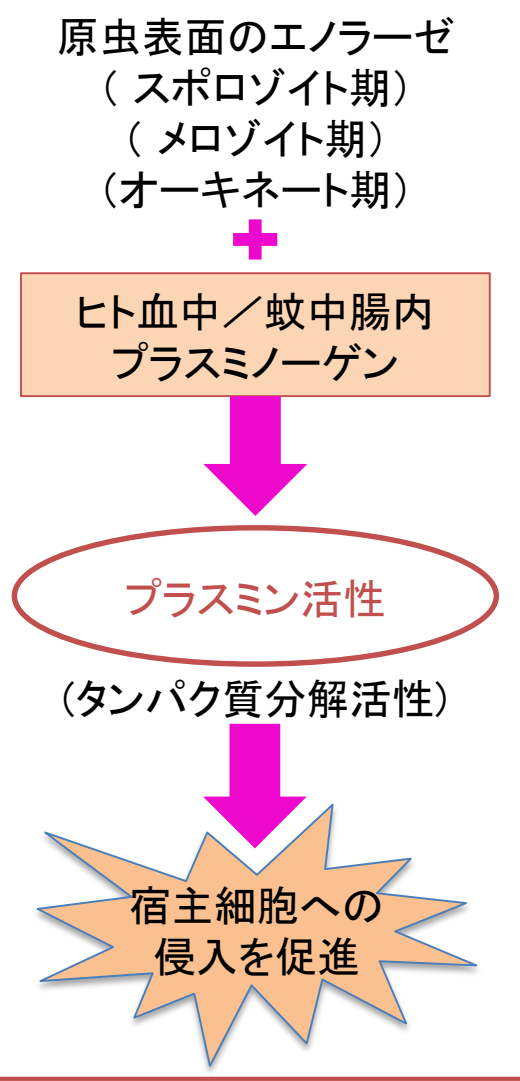 原虫表面のエノラーゼ
（ スポロゾイト期）
（ メロゾイト期）
（オーキネート期）
ヒト血中／蚊中腸内
プラスミノーゲン
プラスミン活性
（タンパク質分解活性）
宿主細胞への
侵入を促進